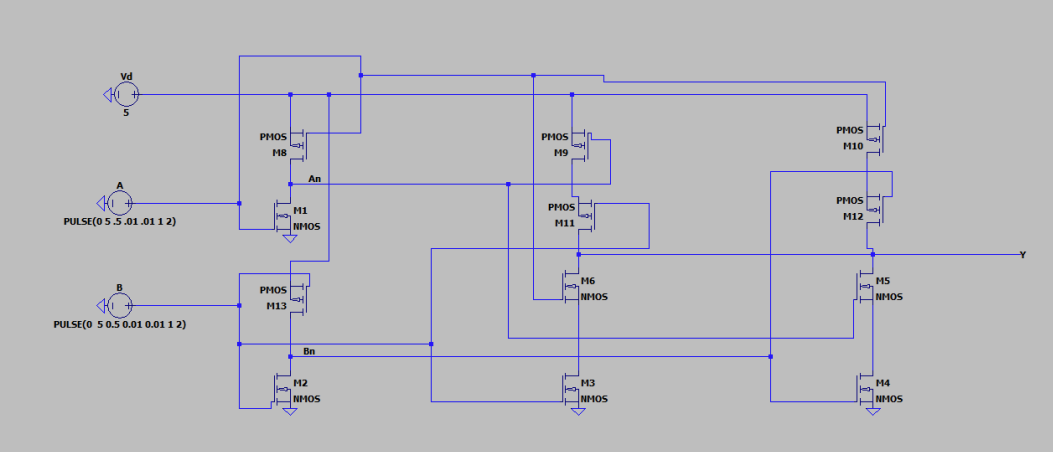 Vd
5
PMOS
M8
PMOS
M9
PMOS
M10
A
PULSE(0 5 .5 .01 .01 1 2)
An
M1
NMOS
PMOS
M11
PMOS
M12
Y
B
PULSE(0  5 0.5 0.01 0.01 1 2)
PMOS
M13
M6
NMOS
M5
NMOS
Bn
M2
NMOS
M3
NMOS
M4
NMOS